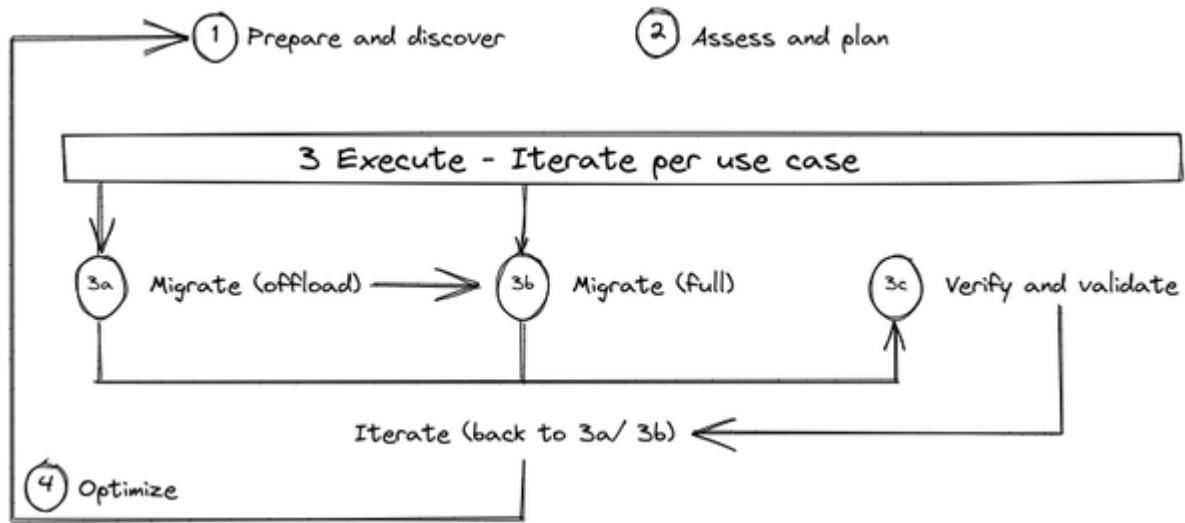 1 Prepare and discover
2 Assess and plan
3 Execute - Iterate per use case
3a Migrate (offload)
3b Migrate (full)
3c Verify and validate
Iterate (back to 3a/ 3b)
4 Optimize